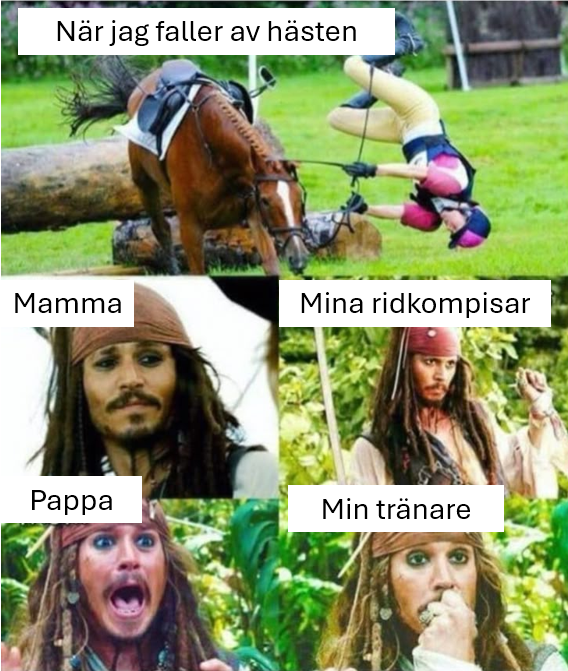 När jag faller av hästen
Mamma
Mina ridkompisar
Pappa
Min tränare